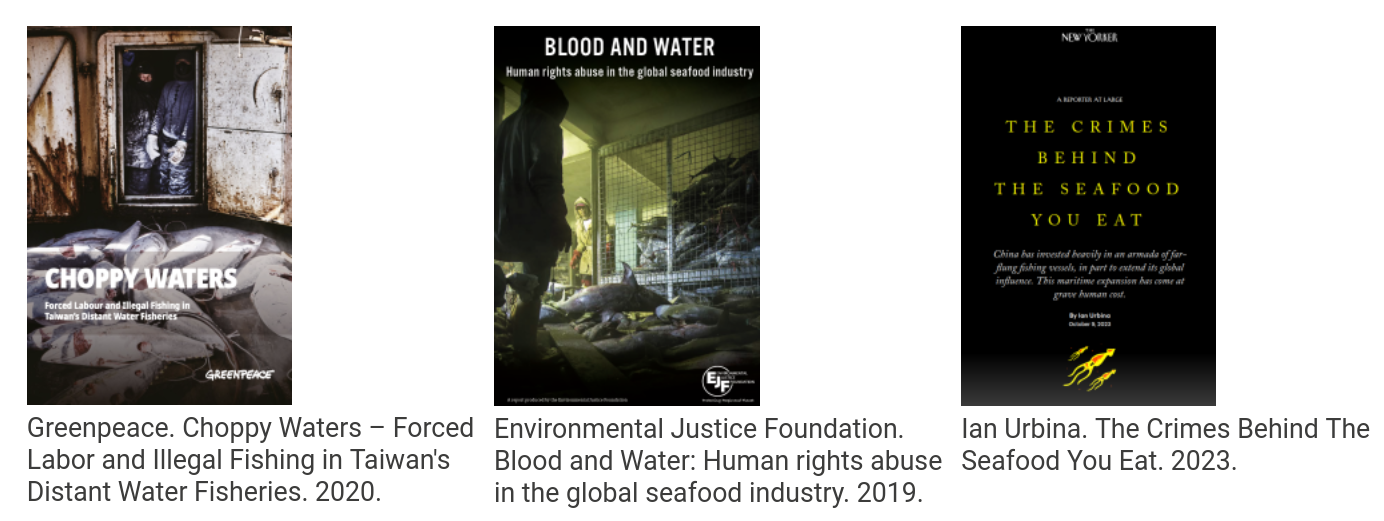 CHOPPY WATERS
Forced Labour and Illegal Fishing in
Taiwan's Distant Water Fisheries
GREENPEACE
Greenpeace. Choppy Waters – Forced
Labor and Illegal Fishing in Taiwan's
Distant Water Fisheries. 2020.
BLOOD AND WATER
Human rights abuse in the global seafood industry
EJF
ENVIRONMENTAL
JUSTICE
FOUNDATION
A report produced by the Environmental Justice Foundation
Protecting People and Planet
Environmental Justice Foundation.
Blood and Water: Human rights abuse
in the global seafood industry. 2019.
THE
NEW YORKER
A REPORTER AT LARGE
THE CRIMES
BEHIND
THE SEAFOOD
YOU EAT
China has invested heavily in an armada of far-
flung fishing vessels, in part to extend its global
influence. This maritime expansion has come at
grave human cost.
By Ian Urbina
October 9, 2023
Ian Urbina. The Crimes Behind The
Seafood You Eat. 2023.